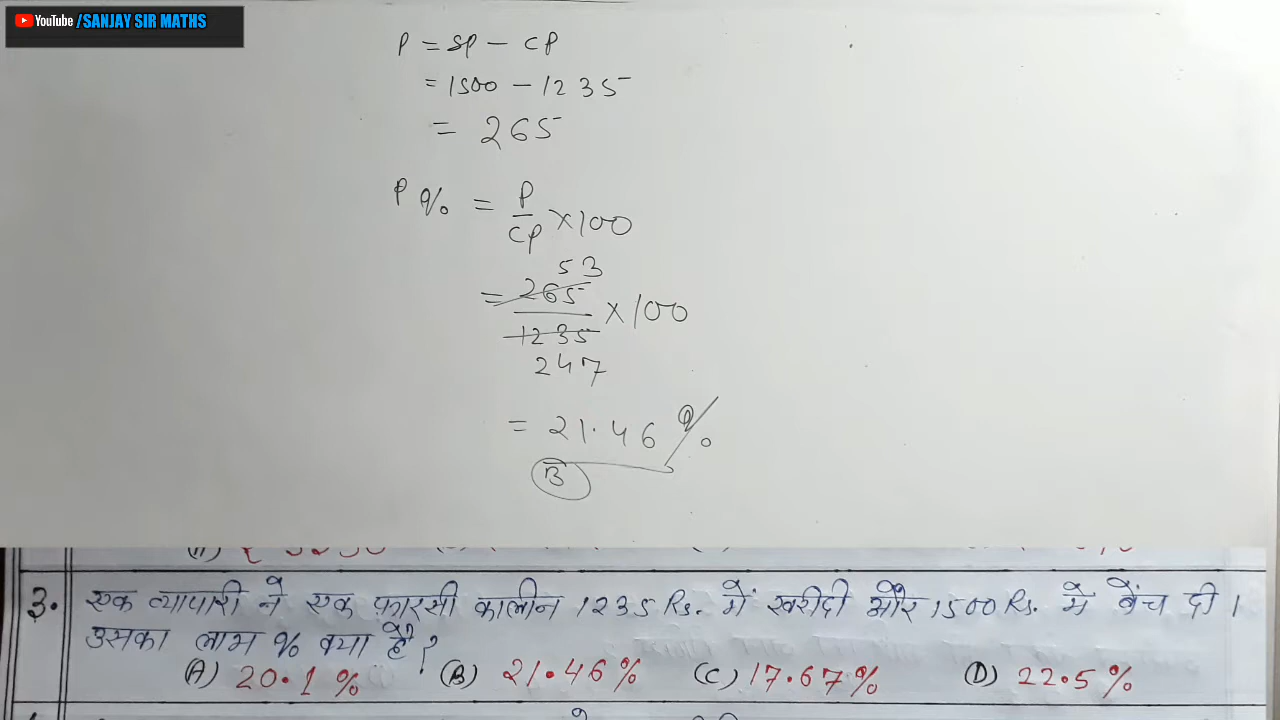 YouTube /SANJAY SIR MATHS
P = SP - CP
= 1500 - 1235
= 265
P % = P/CP × 100
53
= 265/1235 × 100
247
= 21.46 %
B
3. एक व्यापारी ने एक फ़ारसी कालीन 1235 Rs. में खरीदी और 1500 Rs. में बेंच दी ।
उसका लाभ % क्या है ?
(A) 20.1 % (B) 21.46 % (C) 17.67 % (D) 22.5 %